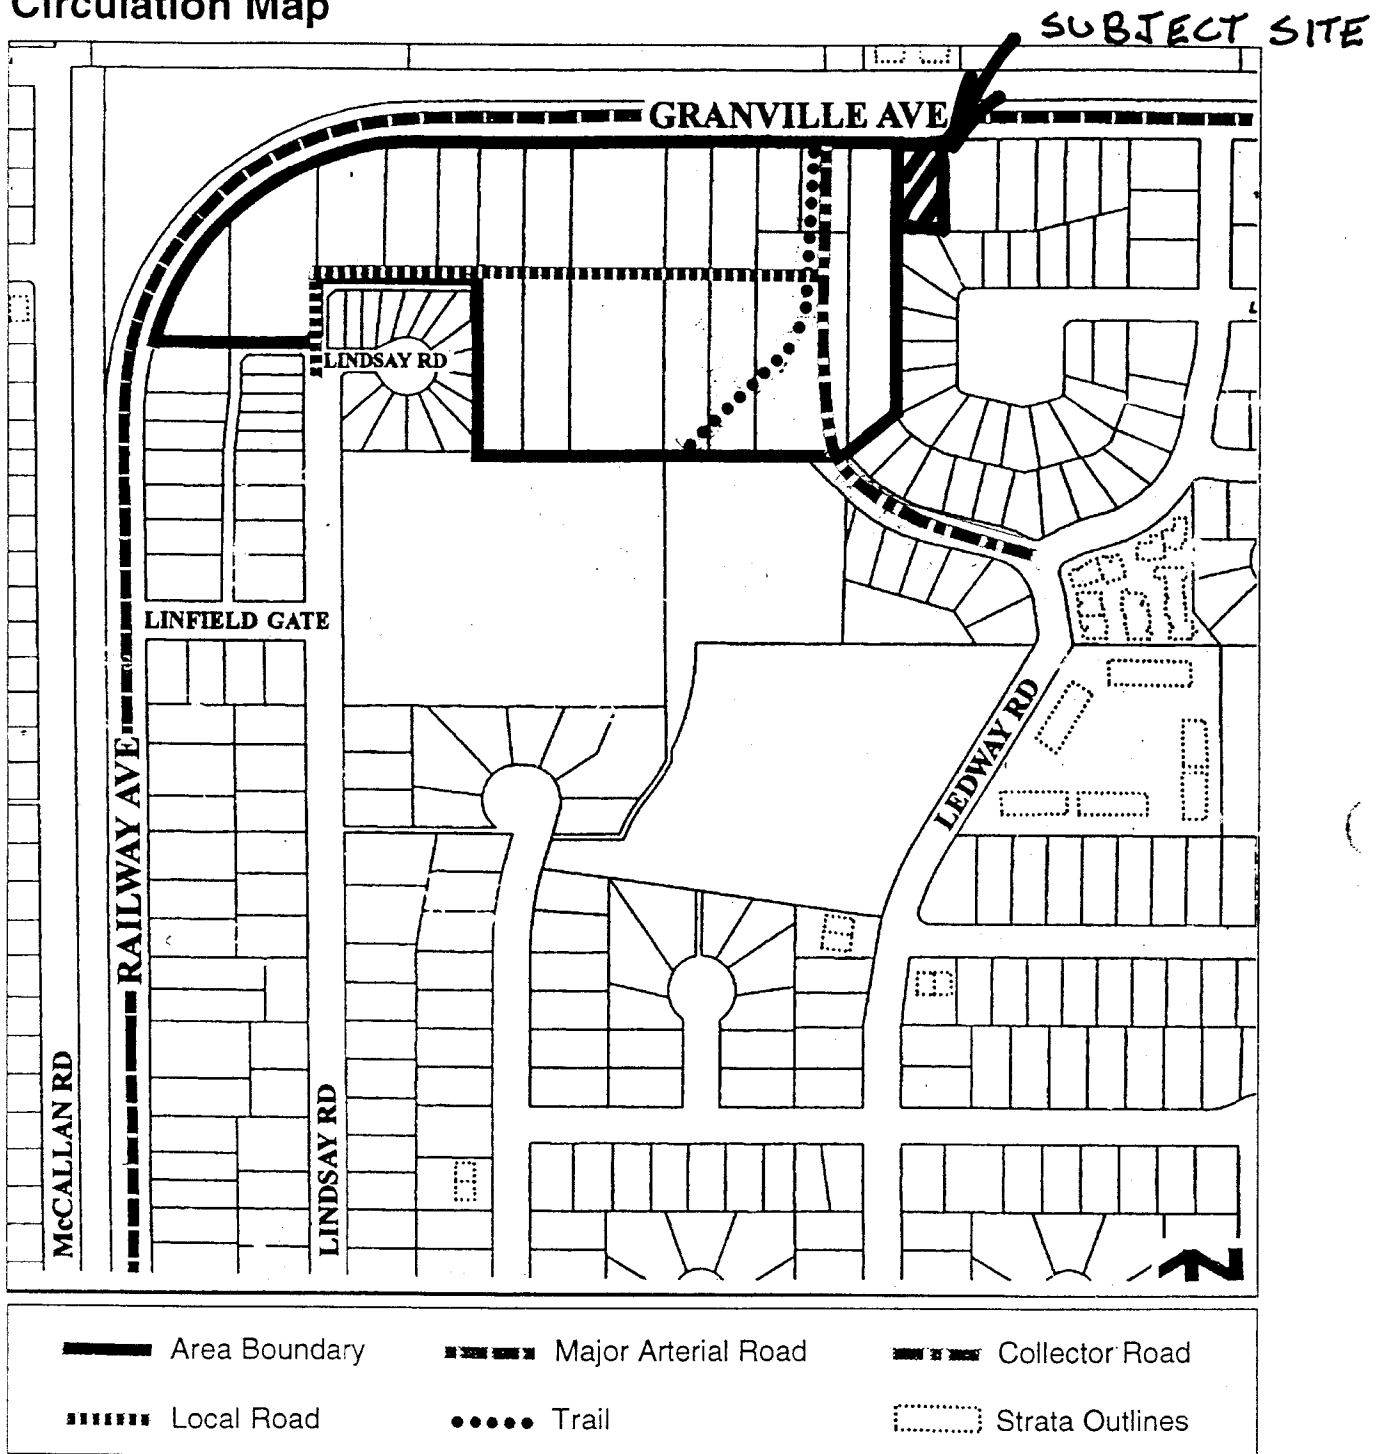 Circulation Map
SUBJECT SITE
GRANVILLE AVE
LINDSAY RD
LINFIELD GATE
RAILWAY AVE
LEDWAY RD
McCALLAN RD
LINDSAY RD
N
Area Boundary
Major Arterial Road
Collector Road
Local Road
Trail
Strata Outlines